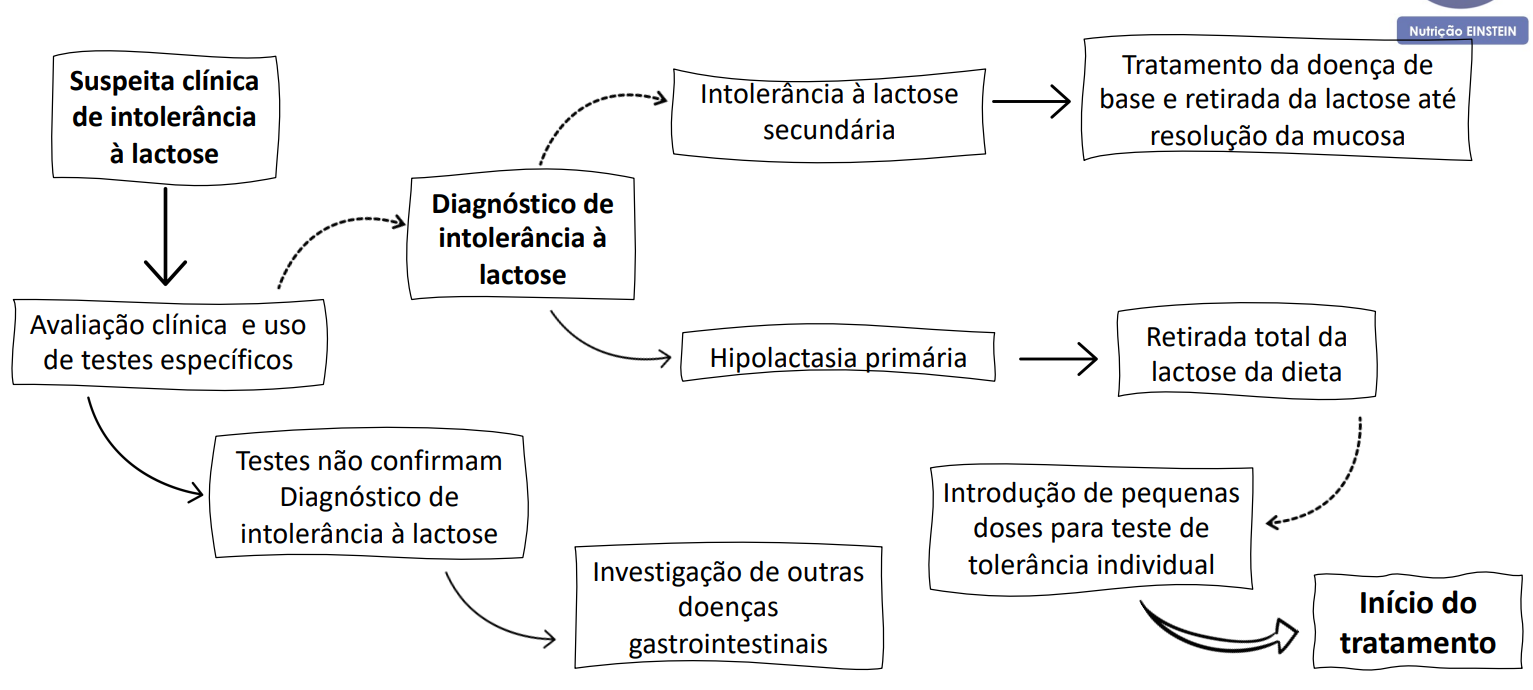 Nutrição EINSTEIN
Suspeita clínica
de intolerância
à lactose
Avaliação clínica  e uso
de testes específicos
Diagnóstico de
intolerância à
lactose
Intolerância à lactose
secundária
Tratamento da doença de
base e retirada da lactose até
resolução da mucosa
Hipolactasia primária
Retirada total da
lactose da dieta
Introdução de pequenas
doses para teste de
tolerância individual
Início do
tratamento
Testes não confirmam
Diagnóstico de
intolerância à lactose
Investigação de outras
doenças
gastrointestinais